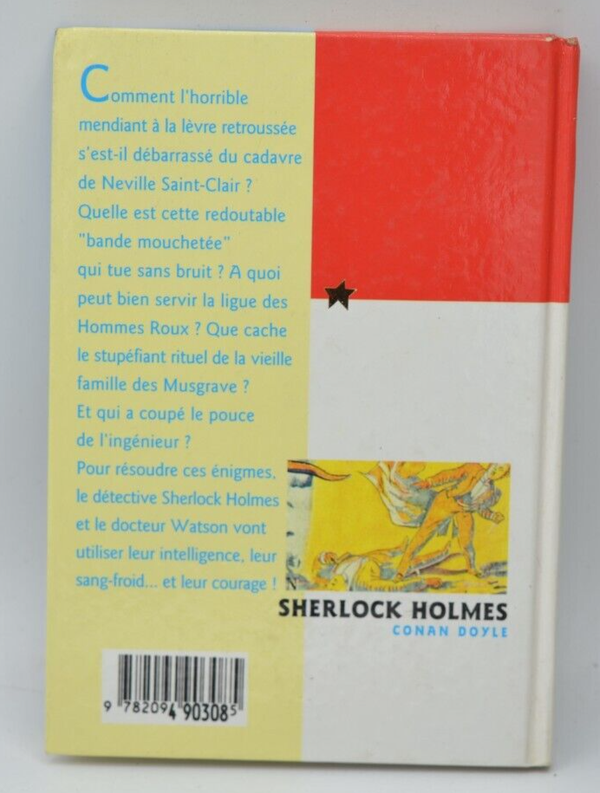 Comment l'horrible
mendiant à la lèvre retroussée
s'est-il débarrassé du cadavre
de Neville Saint-Clair ?
Quelle est cette redoutable
"bande mouchetée"
qui tue sans bruit ? A quoi
peut bien servir la ligue des
Hommes Roux ? Que cache
le stupéfiant rituel de la vieille
famille des Musgrave ?
Et qui a coupé le pouce
de l'ingénieur ?
Pour résoudre ces énigmes,
le détective Sherlock Holmes
et le docteur Watson vont
utiliser leur intelligence, leur
sang-froid... et leur courage !
N
SHERLOCK HOLMES
CONAN DOYLE
9 782094 903085